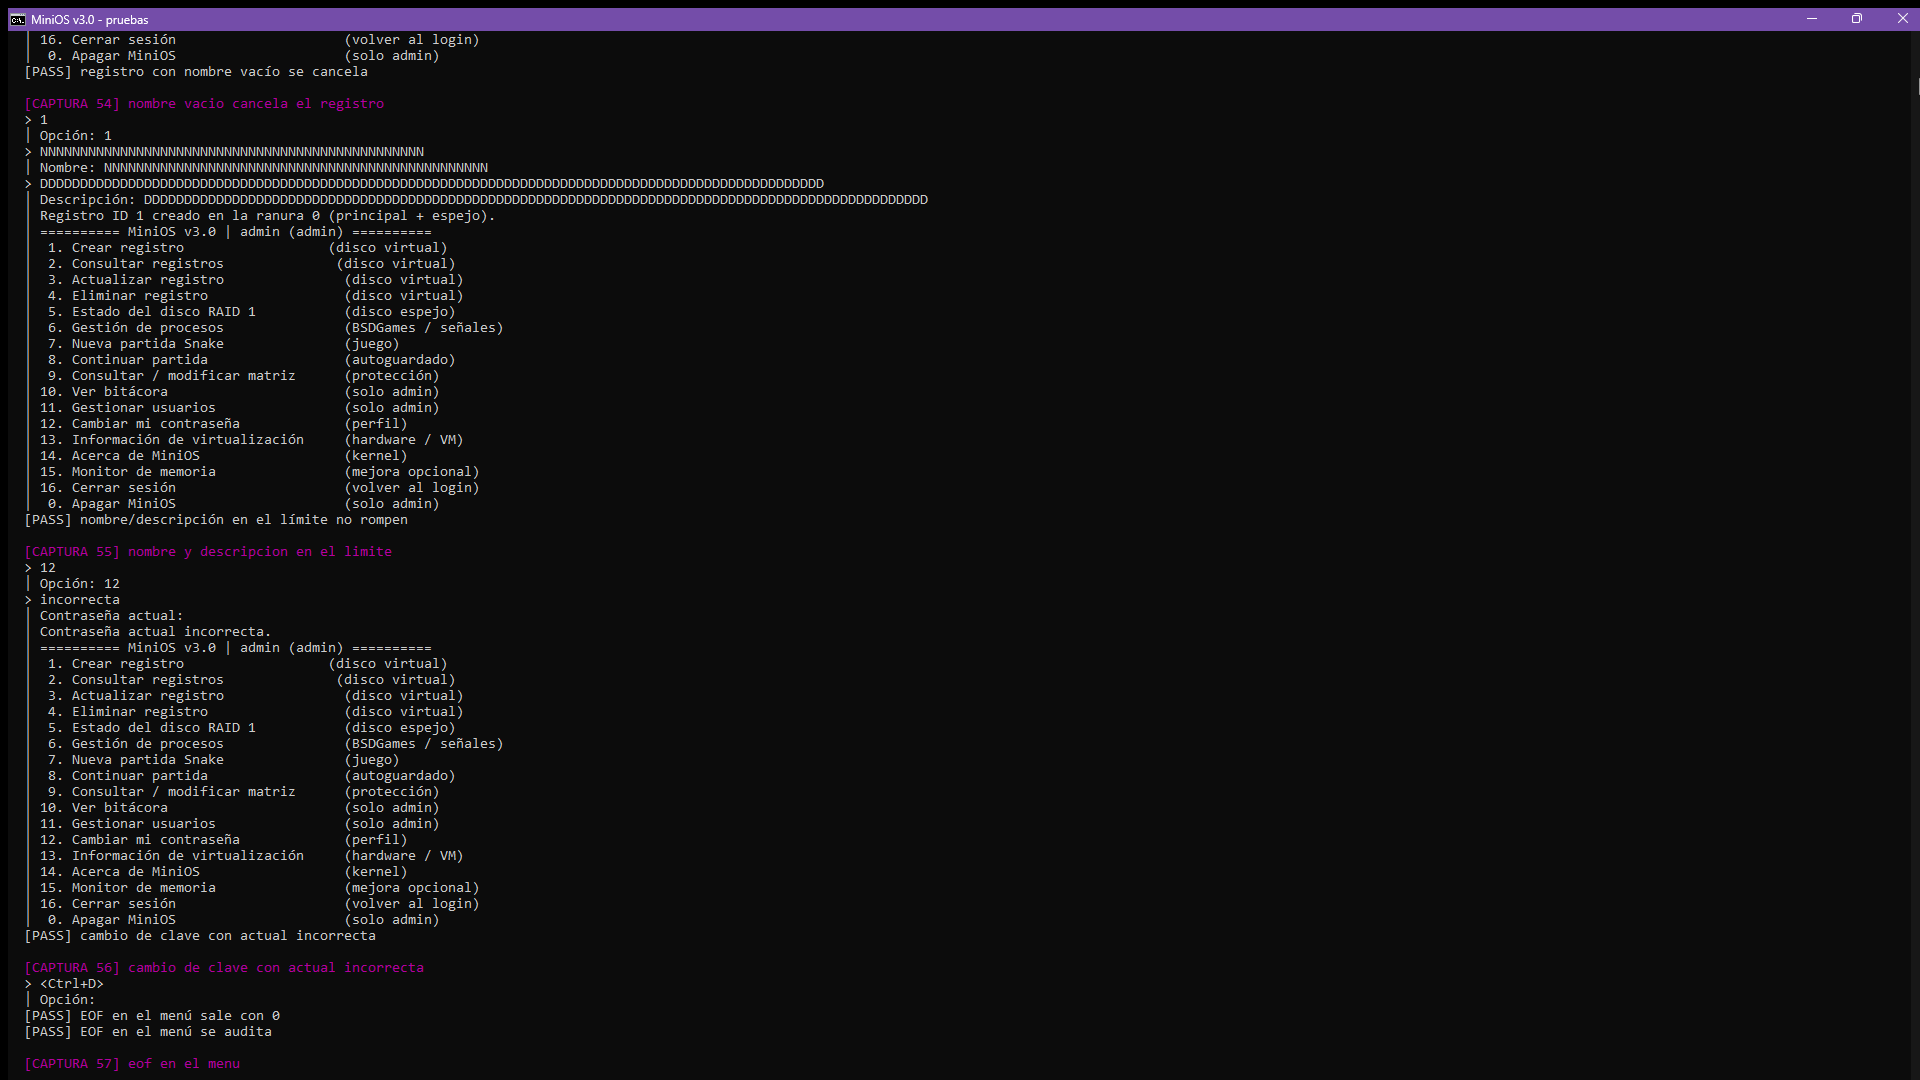 MiniOS v3.0 - pruebas
│ 16. Cerrar sesión                     (volver al login)
│  0. Apagar MiniOS                     (solo admin)
[PASS] registro con nombre vacío se cancela
[CAPTURA 54] nombre vacio cancela el registro
> 1
│ Opción: 1
> NNNNNNNNNNNNNNNNNNNNNNNNNNNNNNNNNNNNNNNNNNNNNNNN
│ Nombre: NNNNNNNNNNNNNNNNNNNNNNNNNNNNNNNNNNNNNNNNNNNNNNNN
> DDDDDDDDDDDDDDDDDDDDDDDDDDDDDDDDDDDDDDDDDDDDDDDDDDDDDDDDDDDDDDDDDDDDDDDDDDDDDDDDDDDDDDDDDDDDDDDDDD
│ Descripción: DDDDDDDDDDDDDDDDDDDDDDDDDDDDDDDDDDDDDDDDDDDDDDDDDDDDDDDDDDDDDDDDDDDDDDDDDDDDDDDDDDDDDDDDDDDDDDDDDD
│ Registro ID 1 creado en la ranura 0 (principal + espejo).
│ ========== MiniOS v3.0 | admin (admin) ==========
│  1. Crear registro                  (disco virtual)
│  2. Consultar registros              (disco virtual)
│  3. Actualizar registro               (disco virtual)
│  4. Eliminar registro                 (disco virtual)
│  5. Estado del disco RAID 1           (disco espejo)
│  6. Gestión de procesos               (BSDGames / señales)
│  7. Nueva partida Snake               (juego)
│  8. Continuar partida                 (autoguardado)
│  9. Consultar / modificar matriz      (protección)
│ 10. Ver bitácora                      (solo admin)
│ 11. Gestionar usuarios                (solo admin)
│ 12. Cambiar mi contraseña             (perfil)
│ 13. Información de virtualización     (hardware / VM)
│ 14. Acerca de MiniOS                  (kernel)
│ 15. Monitor de memoria                (mejora opcional)
│ 16. Cerrar sesión                     (volver al login)
│  0. Apagar MiniOS                     (solo admin)
[PASS] nombre/descripción en el límite no rompen
[CAPTURA 55] nombre y descripcion en el limite
> 12
│ Opción: 12
> incorrecta
│ Contraseña actual:
│ Contraseña actual incorrecta.
│ ========== MiniOS v3.0 | admin (admin) ==========
│  1. Crear registro                  (disco virtual)
│  2. Consultar registros              (disco virtual)
│  3. Actualizar registro               (disco virtual)
│  4. Eliminar registro                 (disco virtual)
│  5. Estado del disco RAID 1           (disco espejo)
│  6. Gestión de procesos               (BSDGames / señales)
│  7. Nueva partida Snake               (juego)
│  8. Continuar partida                 (autoguardado)
│  9. Consultar / modificar matriz      (protección)
│ 10. Ver bitácora                      (solo admin)
│ 11. Gestionar usuarios                (solo admin)
│ 12. Cambiar mi contraseña             (perfil)
│ 13. Información de virtualización     (hardware / VM)
│ 14. Acerca de MiniOS                  (kernel)
│ 15. Monitor de memoria                (mejora opcional)
│ 16. Cerrar sesión                     (volver al login)
│  0. Apagar MiniOS                     (solo admin)
[PASS] cambio de clave con actual incorrecta
[CAPTURA 56] cambio de clave con actual incorrecta
> <Ctrl+D>
│ Opción:
[PASS] EOF en el menú sale con 0
[PASS] EOF en el menú se audita
[CAPTURA 57] eof en el menu